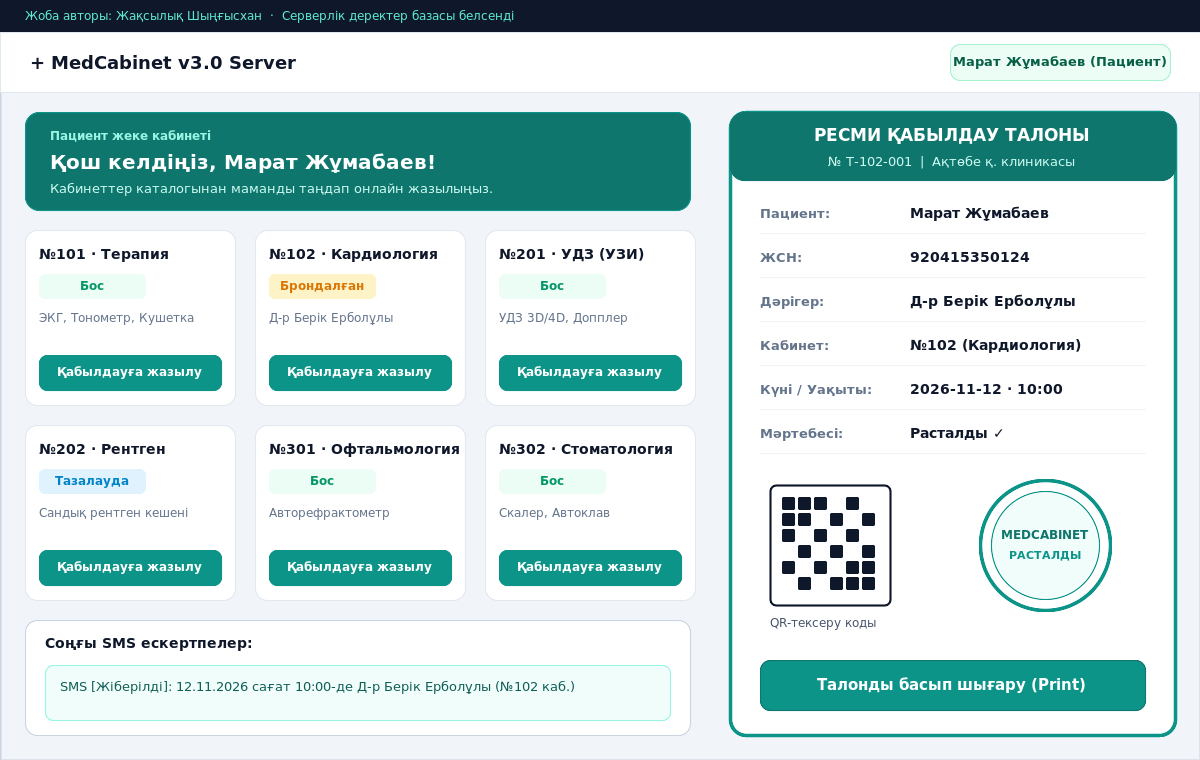 Жоба авторы: Жақсылық Шыңғысхан · Серверлік деректер базасы белсенді
+ MedCabinet v3.0 Server
Марат Жұмабаев (Пациент)
Пациент жеке кабинеті
Қош келдіңіз, Марат Жұмабаев!
Кабинеттер каталогынан маманды таңдап онлайн жазылыңыз.
№101 · Терапия
Бос
ЭКГ, Тонометр, Кушетка
Қабылдауға жазылу
№102 · Кардиология
Брондалған
Д-р Берік Ерболұлы
Қабылдауға жазылу
№201 · УДЗ (УЗИ)
Бос
УДЗ 3D/4D, Допплер
Қабылдауға жазылу
№202 · Рентген
Тазалауда
Сандық рентген кешені
Қабылдауға жазылу
№301 · Офтальмология
Бос
Авторефрактометр
Қабылдауға жазылу
№302 · Стоматология
Бос
Скалер, Автоклав
Қабылдауға жазылу
Соңғы SMS ескертпелер:
SMS [Жіберілді]: 12.11.2026 сағат 10:00-де Д-р Берік Ерболұлы (№102 каб.)
РЕСМИ ҚАБЫЛДАУ ТАЛОНЫ
№ Т-102-001 | Ақтөбе қ. клиникасы
Пациент: Марат Жұмабаев
ЖСН: 920415350124
Дәрігер: Д-р Берік Ерболұлы
Кабинет: №102 (Кардиология)
Күні / Уақыты: 2026-11-12 · 10:00
Мәртебесі: Расталды ✓
QR-тексеру коды
MEDCABINET
РАСТАЛДЫ
Талонды басып шығару (Print)